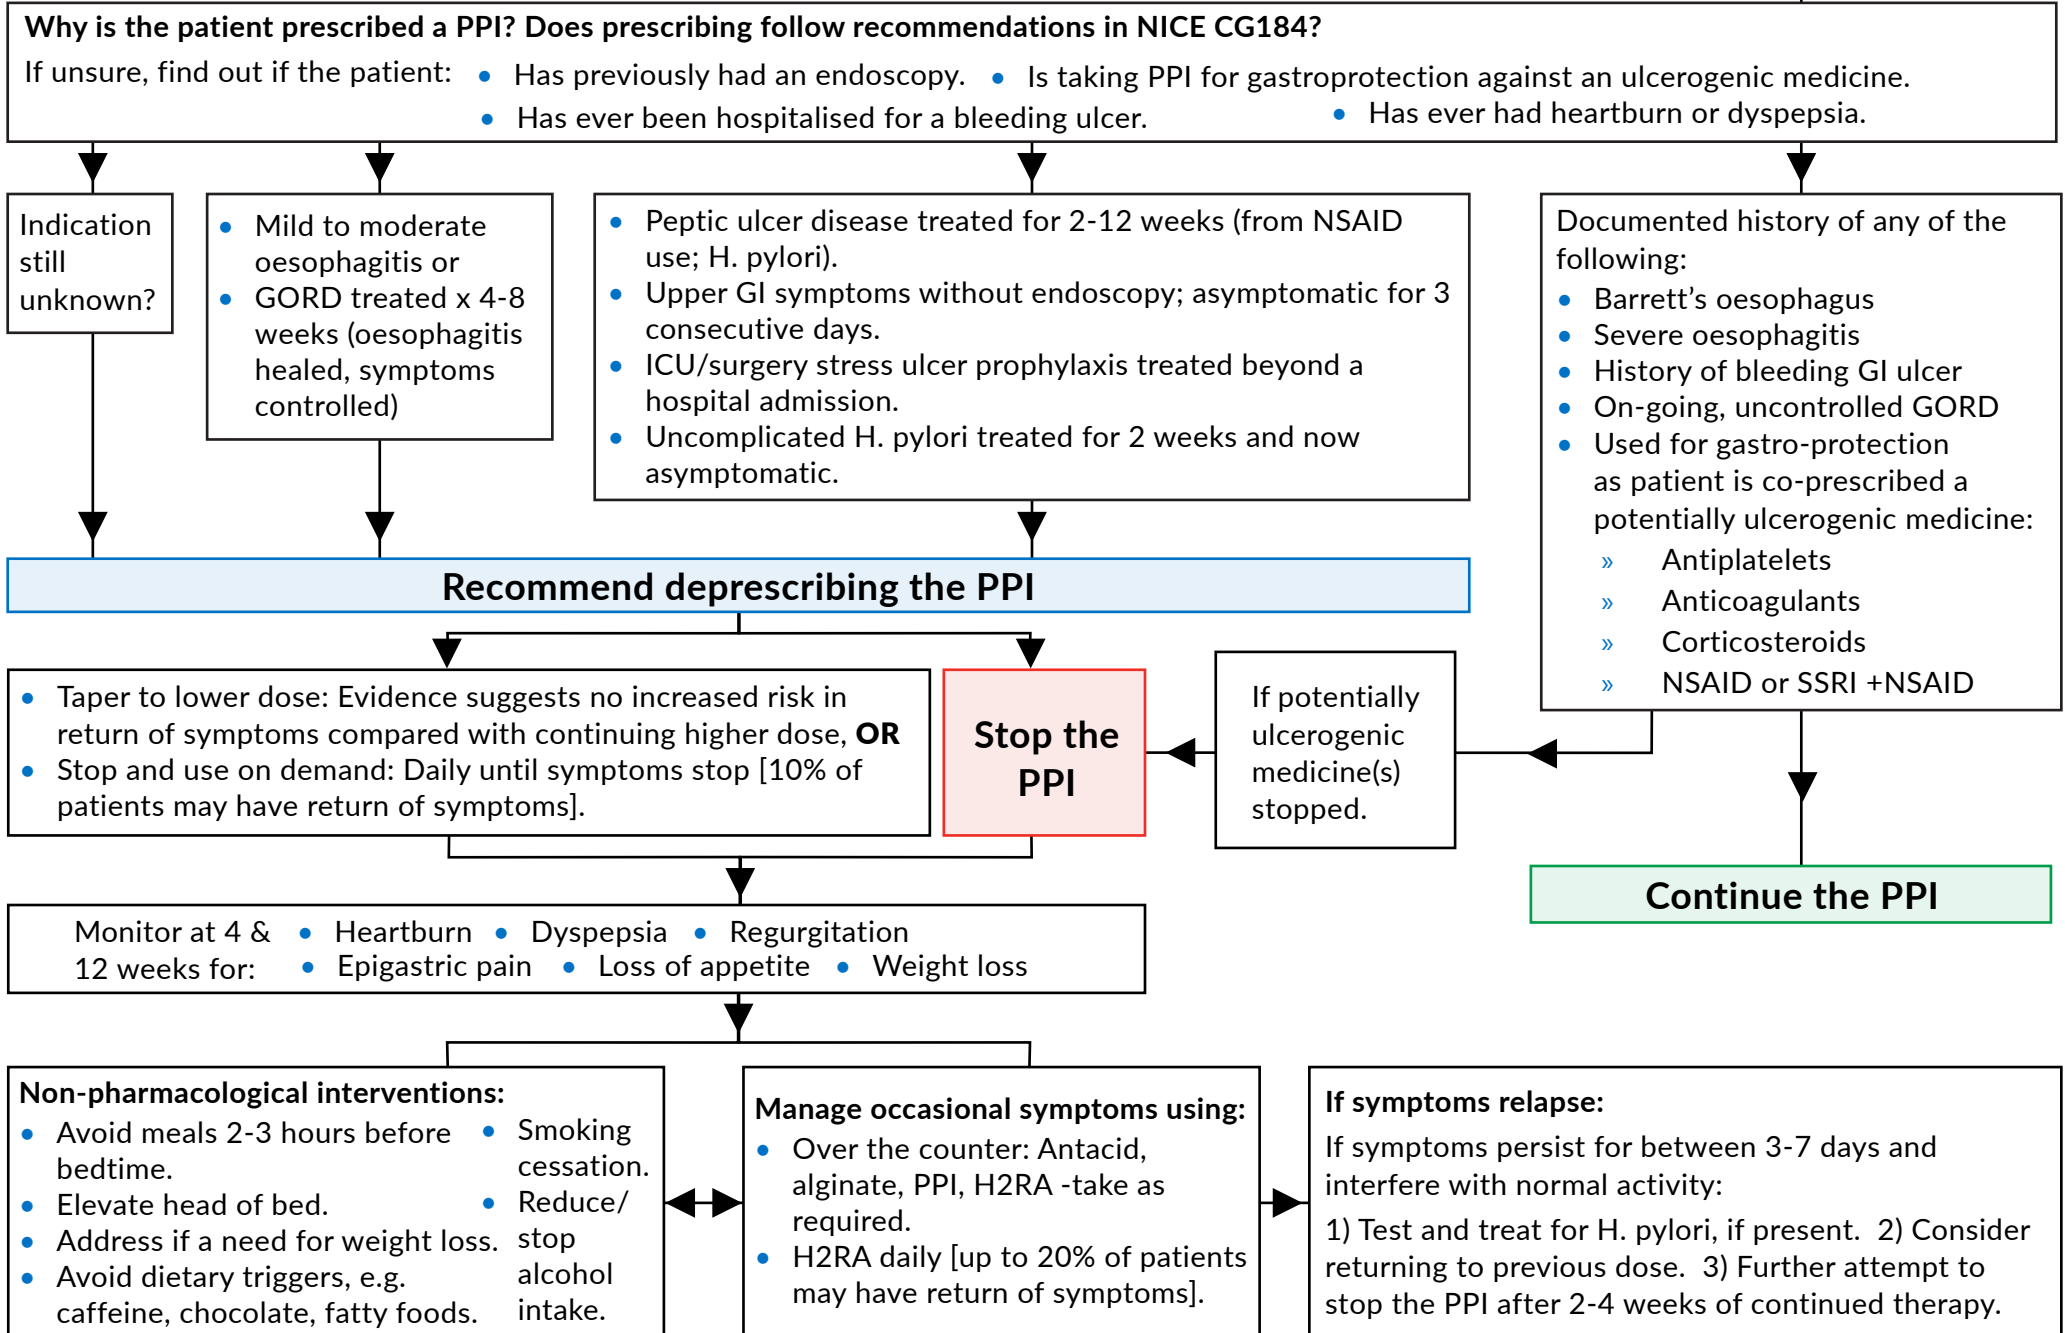 Why is the patient prescribed a PPI? Does prescribing follow recommendations in NICE CG184?
If unsure, find out if the patient: • Has previously had an endoscopy. • Is taking PPI for gastroprotection against an ulcerogenic medicine.
• Has ever been hospitalised for a bleeding ulcer. • Has ever had heartburn or dyspepsia.
Indication
still
unknown?
• Mild to moderate
oesophagitis or
• GORD treated x 4-8
weeks (oesophagitis
healed, symptoms
controlled)
• Peptic ulcer disease treated for 2-12 weeks (from NSAID
use; H. pylori).
• Upper GI symptoms without endoscopy; asymptomatic for 3
consecutive days.
• ICU/surgery stress ulcer prophylaxis treated beyond a
hospital admission.
• Uncomplicated H. pylori treated for 2 weeks and now
asymptomatic.
Documented history of any of the
following:
• Barrett’s oesophagus
• Severe oesophagitis
• History of bleeding GI ulcer
• On-going, uncontrolled GORD
• Used for gastro-protection
as patient is co-prescribed a
potentially ulcerogenic medicine:
» Antiplatelets
» Anticoagulants
» Corticosteroids
» NSAID or SSRI +NSAID
Recommend deprescribing the PPI
• Taper to lower dose: Evidence suggests no increased risk in
return of symptoms compared with continuing higher dose, OR
• Stop and use on demand: Daily until symptoms stop [10% of
patients may have return of symptoms].
Stop the
PPI
If potentially
ulcerogenic
medicine(s)
stopped.
Continue the PPI
Monitor at 4 & • Heartburn • Dyspepsia • Regurgitation
12 weeks for: • Epigastric pain • Loss of appetite • Weight loss
Non-pharmacological interventions:
• Avoid meals 2-3 hours before
bedtime.
• Elevate head of bed.
• Address if a need for weight loss.
• Avoid dietary triggers, e.g.
caffeine, chocolate, fatty foods.
• Smoking
cessation.
• Reduce/
stop
alcohol
intake.
Manage occasional symptoms using:
• Over the counter: Antacid,
alginate, PPI, H2RA -take as
required.
• H2RA daily [up to 20% of patients
may have return of symptoms].
If symptoms relapse:
If symptoms persist for between 3-7 days and
interfere with normal activity:
1) Test and treat for H. pylori, if present. 2) Consider
returning to previous dose. 3) Further attempt to
stop the PPI after 2-4 weeks of continued therapy.